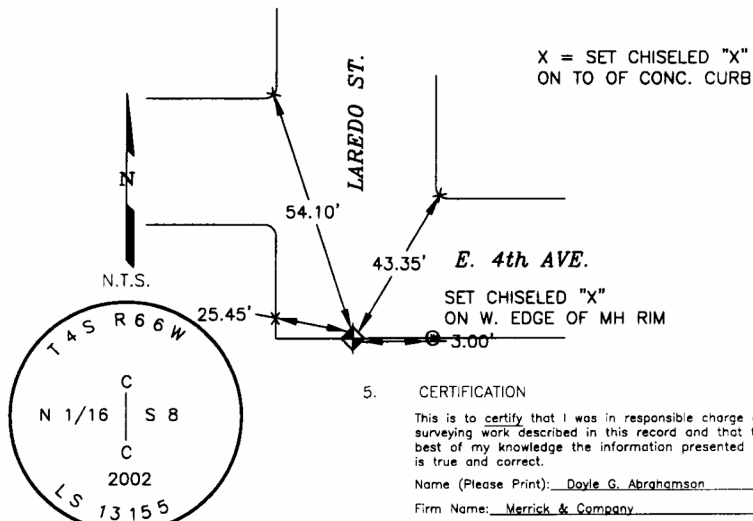 X = SET CHISELED "X"
ON TO OF CONC. CURB
LAREDO ST.
N
54.10'
43.35'
E. 4th AVE.
N.T.S.
SET CHISELED "X"
ON W. EDGE OF MH RIM
25.45'
3.00'
T 4 S R 6 6 W
C
N 1/16 S 8
C
2002
LS 13155
5. CERTIFICATION
This is to certify that I was in responsible charge
surveying work described in this record and that
best of my knowledge the information presented
is true and correct.
Name (Please Print): Doyle G. Abrahamson
Firm Name: Merrick & Company